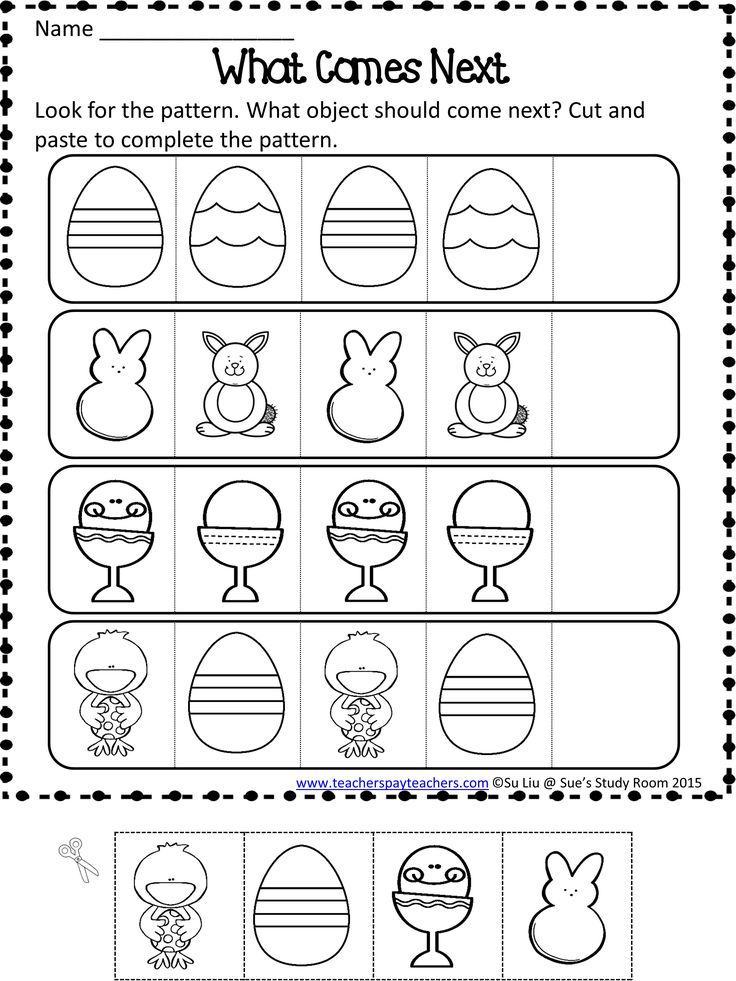 Name _______________
What Comes Next
Look for the pattern. What object should come next? Cut and
paste to complete the pattern.
www.teacherspayteachers.com ©Su Liu @ Sue's Study Room 2015